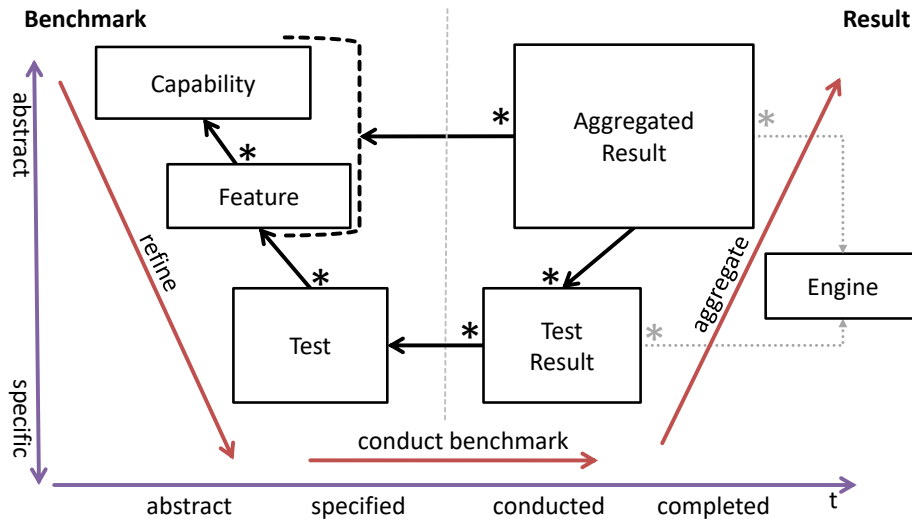 Benchmark
Result
abstract
Capability
*
*
Aggregated
Result
*
Feature
refine
*
*
aggregate
Engine
Test
*
Test
Result
*
specific
conduct benchmark
abstract
specified
conducted
completed
t